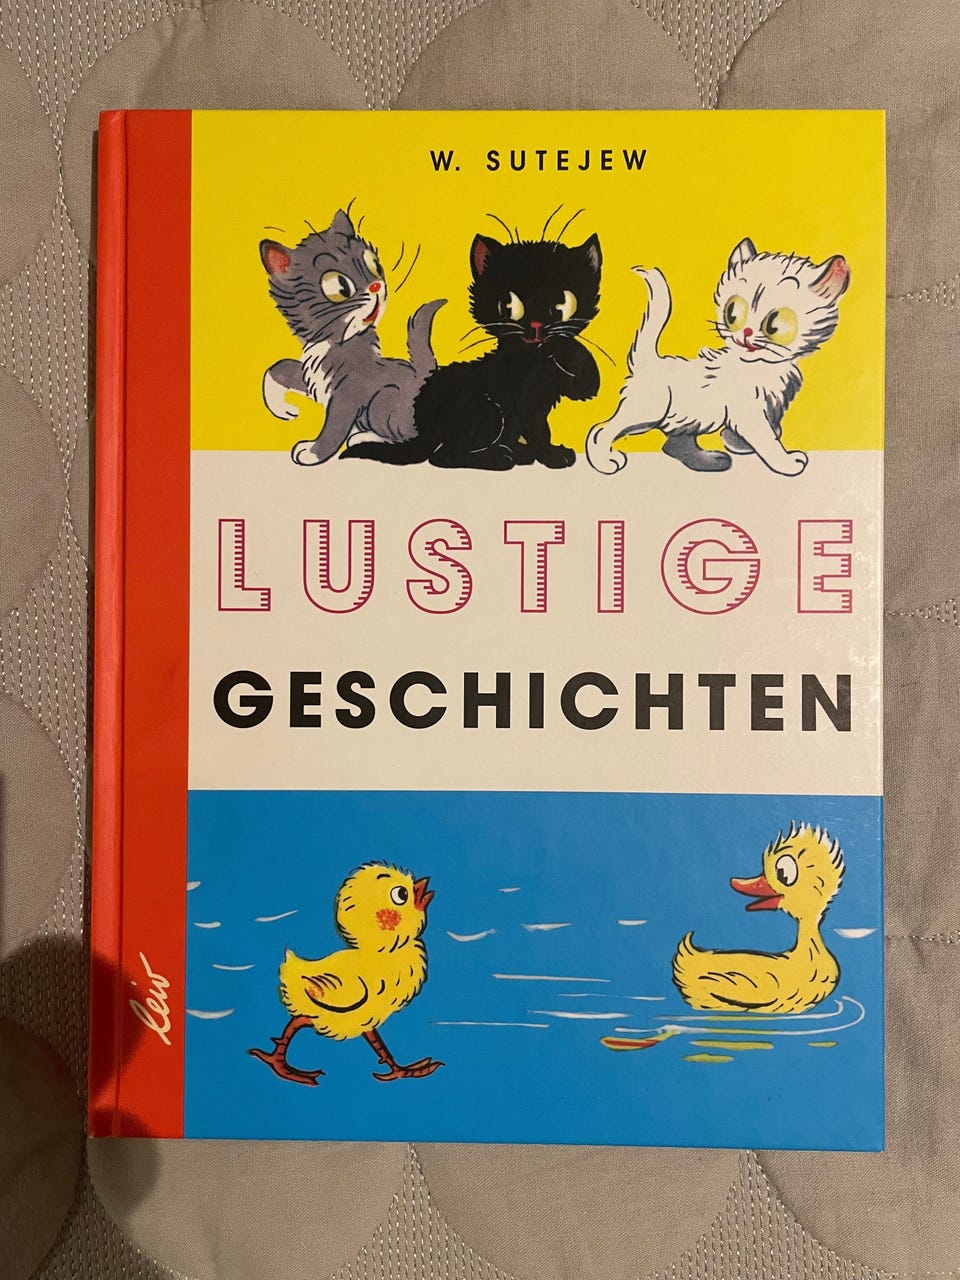 W. SUTEJEW
LUSTIGE
GESCHICHTEN
leiv